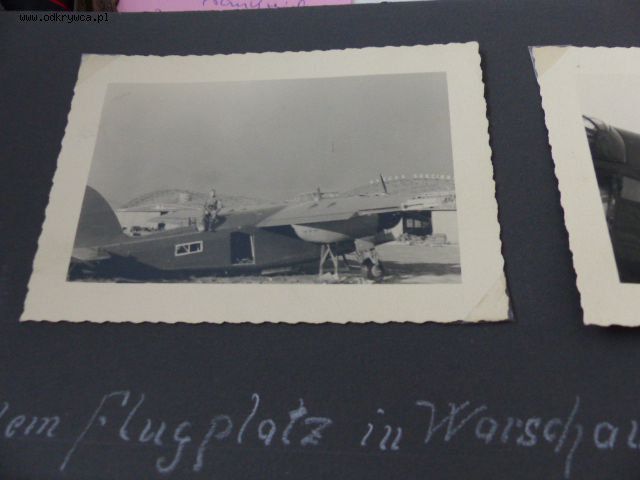 www.odkrywca.pl
dem Flugplatz in Warschau